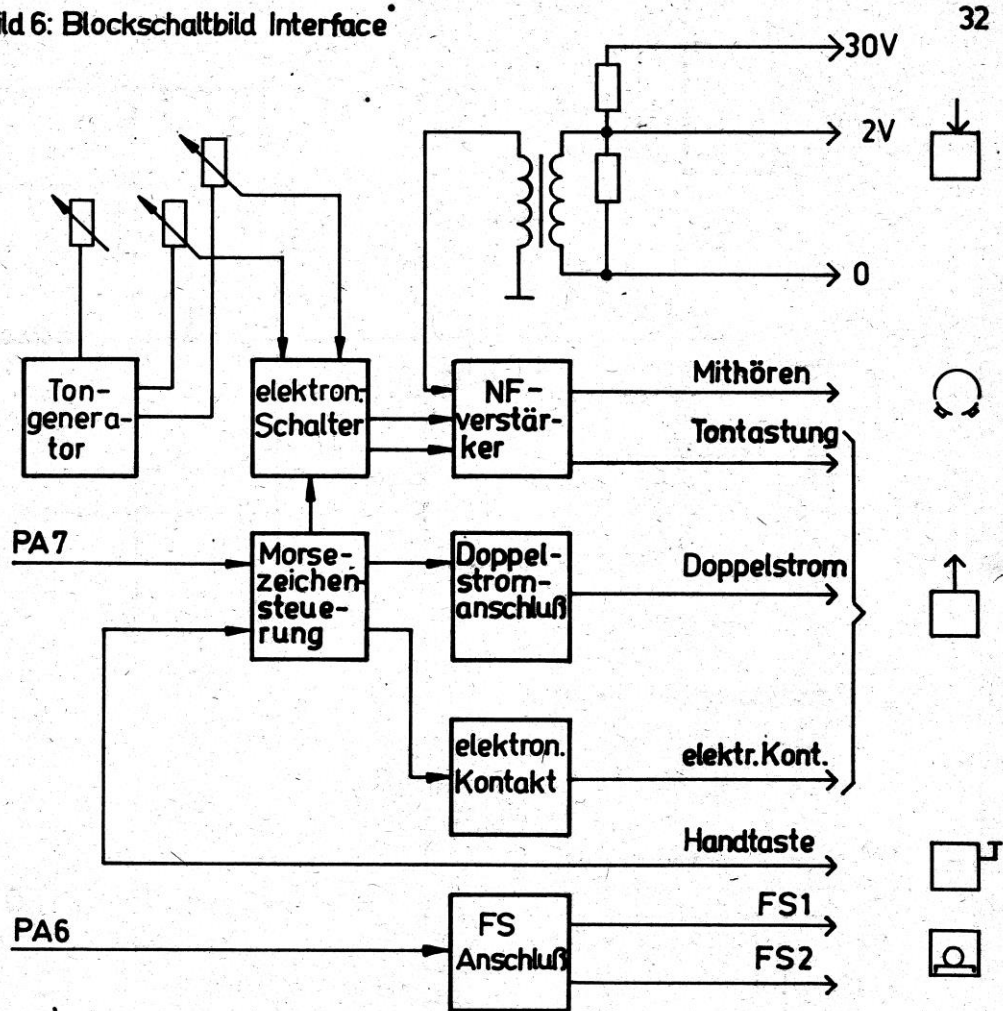 ild 6: Blockschaltbild Interface
32
30V
2V
0
Ton-
genera-
tor
elektron.
Schalter
NF-
verstär-
ker
Mithören
Tontastung
PA7
Morse-
zeichen-
steue-
rung
Doppel-
strom-
anschluß
Doppelstrom
elektron.
Kontakt
elektr.Kont.
Handtaste
PA6
FS
Anschluß
FS1
FS2